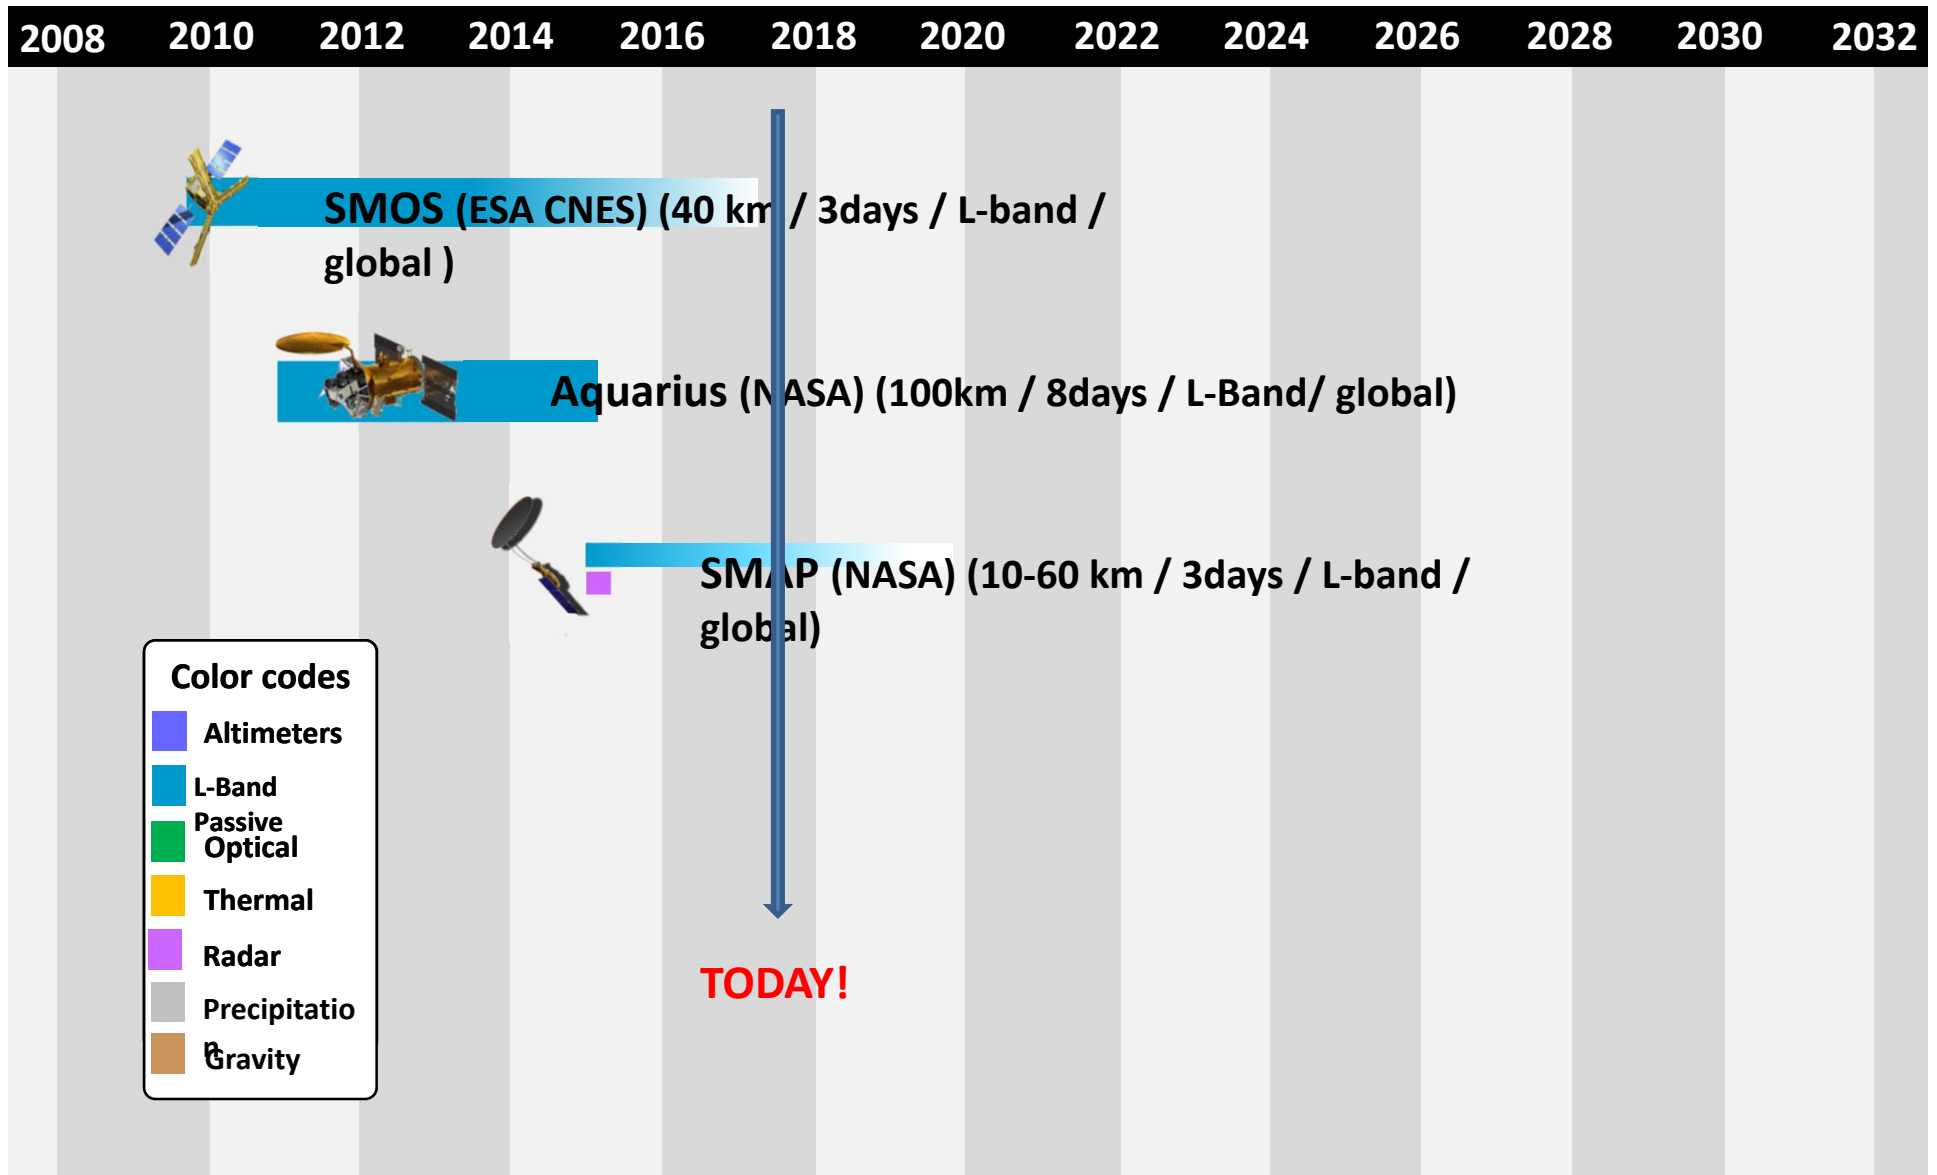 2008 2010 2012 2014 2016 2018 2020 2022 2024 2026 2028 2030 2032
SMOS (ESA CNES) (40 km / 3days / L-band /
global )
Aquarius (NASA) (100km / 8days / L-Band/ global)
SMAP (NASA) (10-60 km / 3days / L-band /
global)
Color codes
Altimeters
L-Band
Passive
Optical
Thermal
Radar
Precipitatio
n
Gravity
TODAY!